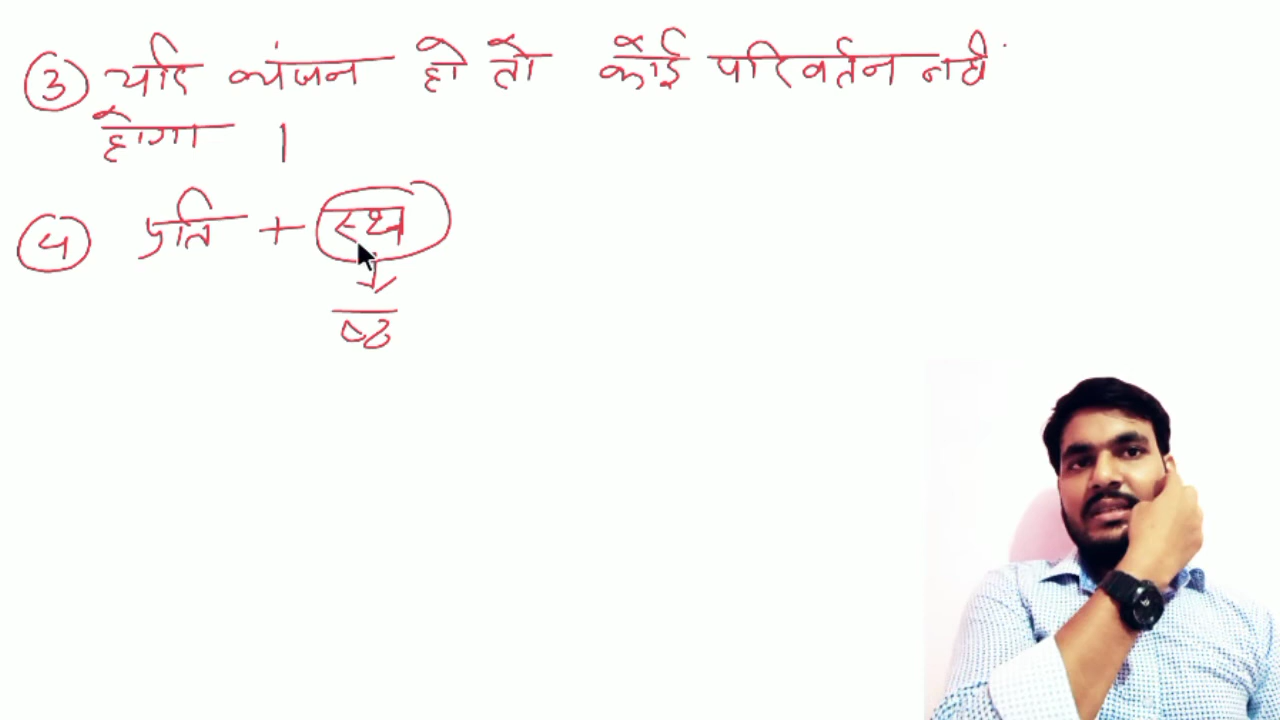 ③ यदि व्यंजन हो तो कोई परिवर्तन नही
होगा ।
④ प्रति + स्थ
ष्ठ